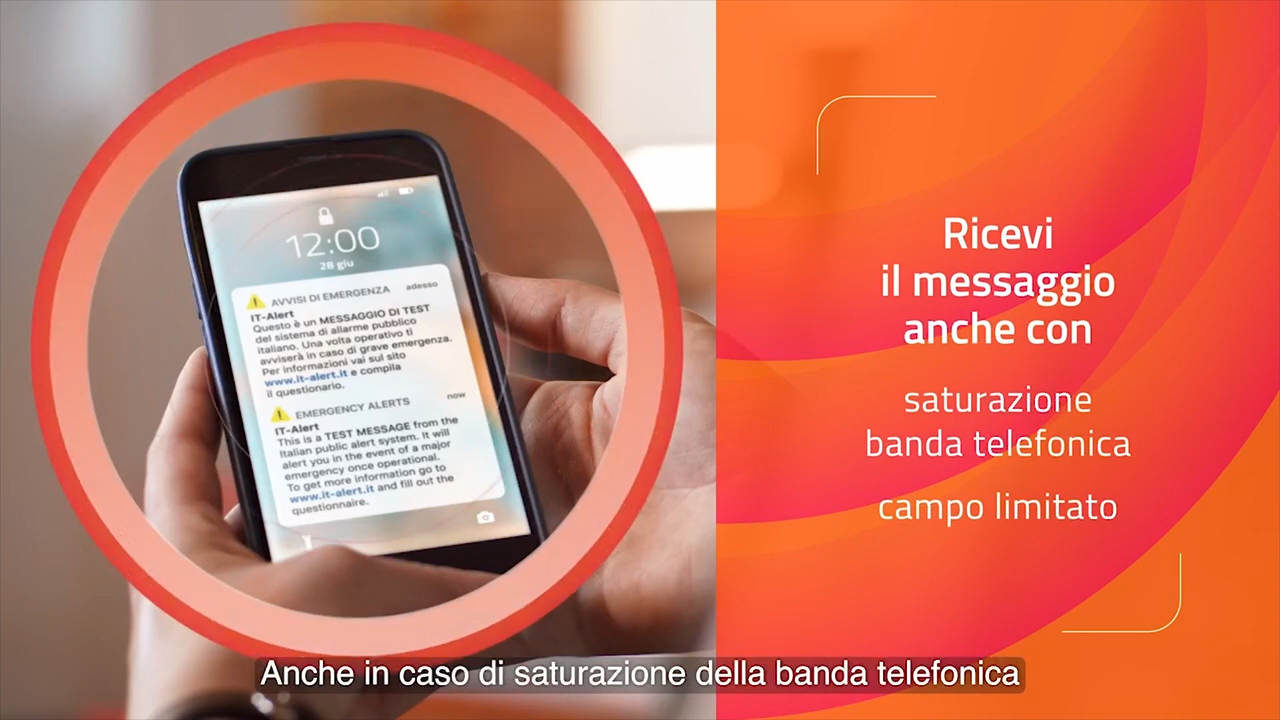 12:00
28 giu
AVVISI DI EMERGENZA adesso
IT-Alert
Questo è un MESSAGGIO DI TEST
del sistema di allarme pubblico
italiano. Una volta operativo ti
avviserà in caso di grave emergenza.
Per informazioni vai sul sito
www.it-alert.it e compila
il questionario.
EMERGENCY ALERTS now
IT-Alert
This is a TEST MESSAGE from the
Italian public alert system. It will
alert you in the event of a major
emergency once operational.
To get more information go to
www.it-alert.it and fill out the
questionnaire.
Ricevi
il messaggio
anche con
saturazione
banda telefonica
campo limitato
Anche in caso di saturazione della banda telefonica